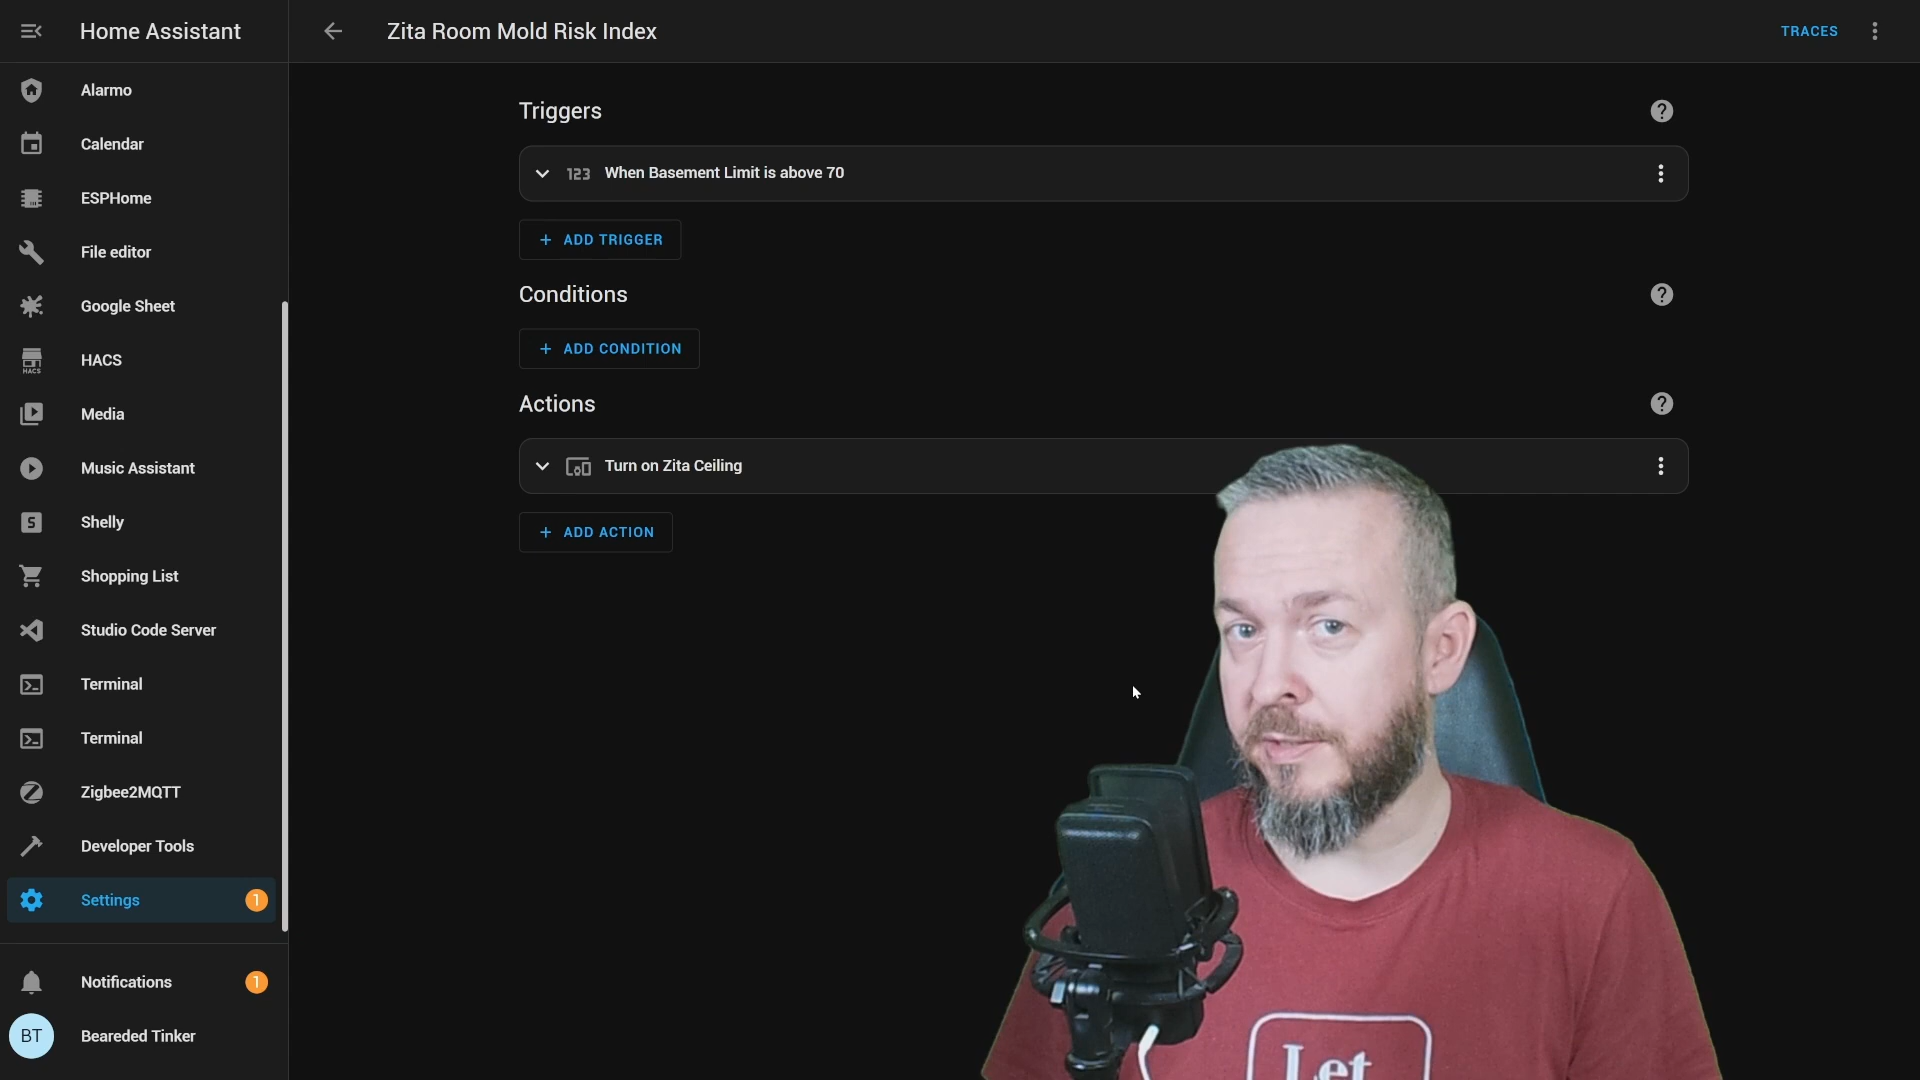 Home Assistant
Zita Room Mold Risk Index
TRACES
Alarmo
Calendar
ESPHome
File editor
Google Sheet
HACS
HACS
Media
Music Assistant
Shelly
Shopping List
Studio Code Server
Terminal
Terminal
Zigbee2MQTT
Developer Tools
Settings 1
Notifications 1
BT Beareded Tinker
Triggers
123 When Basement Limit is above 70
+ ADD TRIGGER
Conditions
+ ADD CONDITION
Actions
Turn on Zita Ceiling
+ ADD ACTION
Let